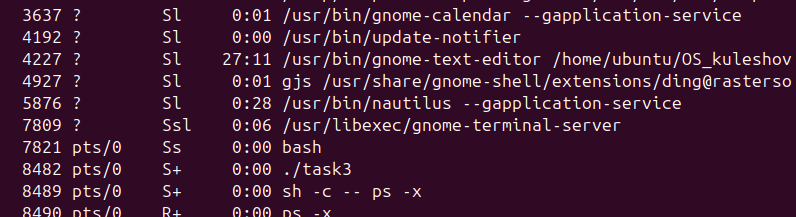 3637 ? Sl 0:01 /usr/bin/gnome-calendar --gapplication-service
4192 ? Sl 0:00 /usr/bin/update-notifier
4227 ? Sl 27:11 /usr/bin/gnome-text-editor /home/ubuntu/OS_kuleshov
4927 ? Sl 0:01 gjs /usr/share/gnome-shell/extensions/ding@rasterso
5876 ? Sl 0:28 /usr/bin/nautilus --gapplication-service
7809 ? Ssl 0:06 /usr/libexec/gnome-terminal-server
7821 pts/0 Ss 0:00 bash
8482 pts/0 S+ 0:00 ./task3
8489 pts/0 S+ 0:00 sh -c -- ps -x
8490 pts/0 R+ 0:00 ps -x